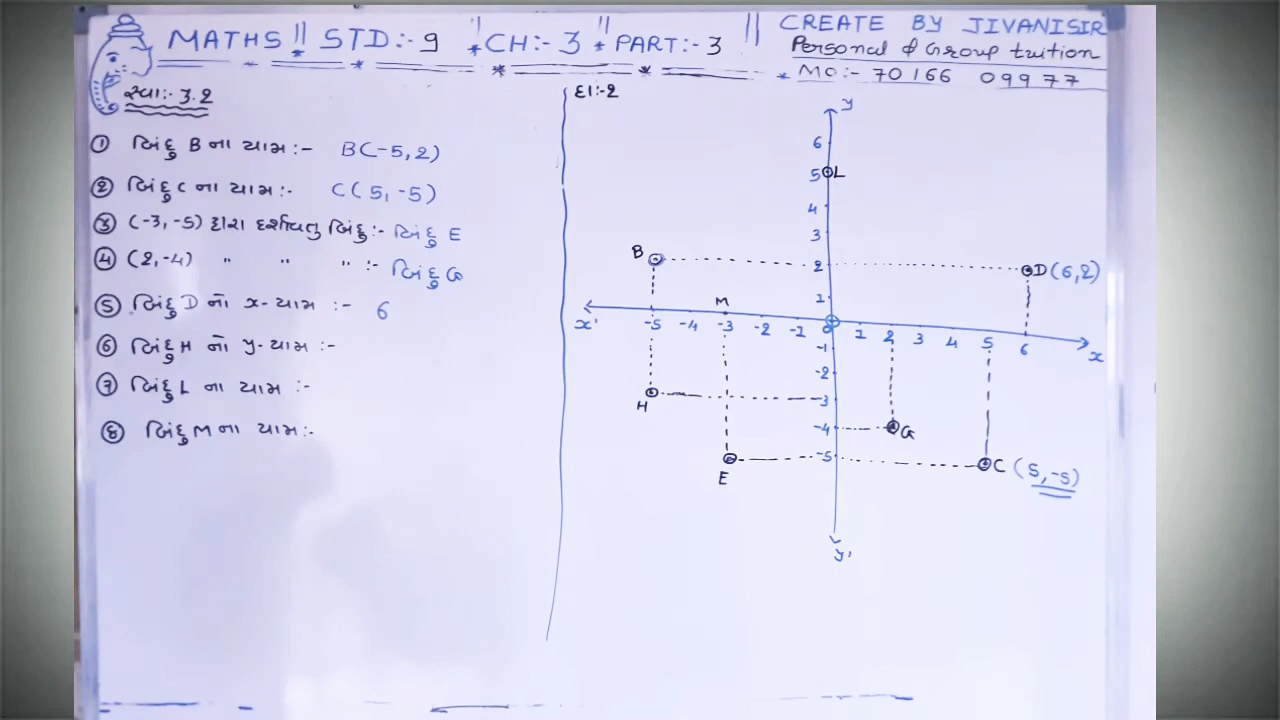 MATHS || STD:- 9 * CH:- 3 * PART:- 3 ||
CREATE BY JIVANISIR
Personal & Group tuition
* MO:- 70166 09977
સ્વા:- 3.2
① બિંદુ B ના યામ :- B(-5,2)
② બિંદુ C ના યામ :- C(5,-5)
③ (-3,-5) દ્વારા દર્શાવતુ બિંદુ:- બિંદુ E
④ (2,-4) " " " :- બિંદુ G
⑤ બિંદુ D નો x-યામ :- 6
⑥ બિંદુ H નો y-યામ :-
⑦ બિંદુ L ના યામ :-
⑧ બિંદુ M ના યામ:-
દા:-2
y
6
5 L
4
3
B 2 D(6,2)
1
M
x' -5 -4 -3 -2 -1 0 1 2 3 4 5 6 x
-1
-2
H -3
-4 G
-5
E C (5,-5)
y'